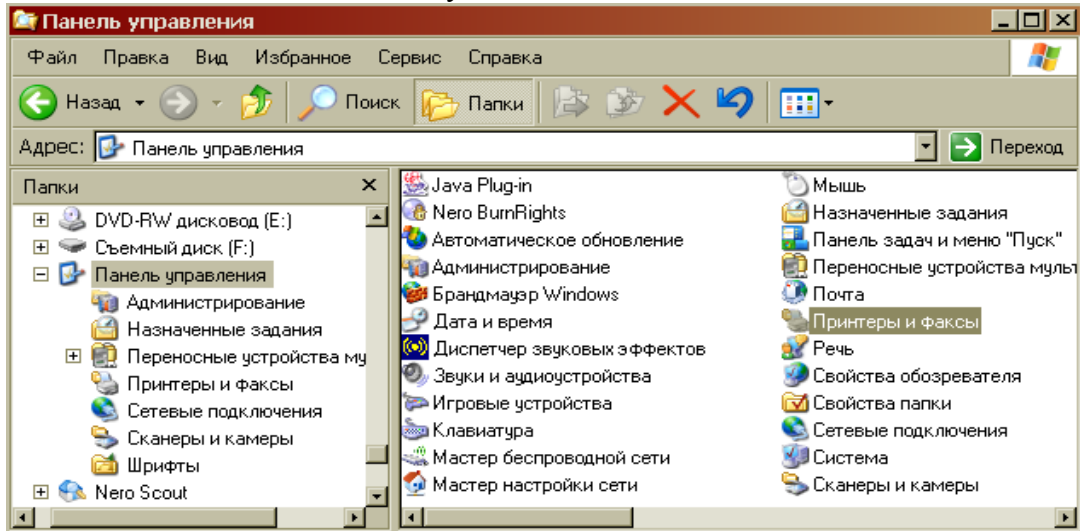 Панель управления
Файл Правка Вид Избранное Сервис Справка
Назад Поиск Папки
Адрес: Панель управления Переход
Папки
DVD-RW дисковод (E:)
Съемный диск (F:)
Панель управления
Администрирование
Назначенные задания
Переносные устройства му
Принтеры и факсы
Сетевые подключения
Сканеры и камеры
Шрифты
Nero Scout
Java Plug-in
Nero BurnRights
Автоматическое обновление
Администрирование
Брандмауэр Windows
Дата и время
Диспетчер звуковых эффектов
Звуки и аудиоустройства
Игровые устройства
Клавиатура
Мастер беспроводной сети
Мастер настройки сети
Мышь
Назначенные задания
Панель задач и меню "Пуск"
Переносные устройства мульт
Почта
Принтеры и факсы
Речь
Свойства обозревателя
Свойства папки
Сетевые подключения
Система
Сканеры и камеры